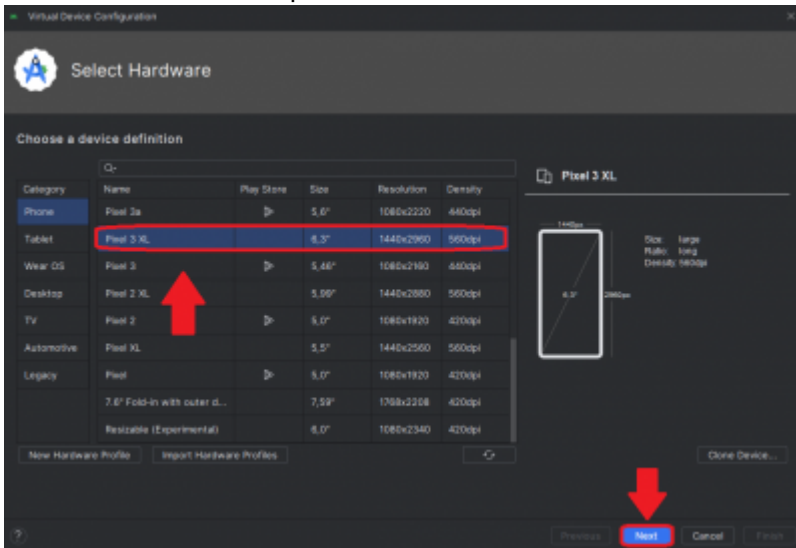 Virtual Device Configuration
Select Hardware
Choose a device definition
Category Name Play Store Size Resolution Density
Phone Pixel 3a 5,6" 1080x2220 440dpi
Tablet Pixel 3 XL 6,3" 1440x2960 560dpi
Wear OS Pixel 3 5,46" 1080x2160 440dpi
Desktop Pixel 2 XL 5,99" 1440x2880 560dpi
TV Pixel 2 5,0" 1080x1920 420dpi
Automotive Pixel XL 5,5" 1440x2560 560dpi
Legacy Pixel 5,0" 1080x1920 420dpi
7.6" Fold-in with outer d... 7,59" 1768x2208 420dpi
Resizable (Experimental) 6,0" 1080x2340 420dpi
New Hardware Profile Import Hardware Profiles
Pixel 3 XL
1440px
6,3" 2960px
Size: large
Ratio: long
Density: 560dpi
Clone Device...
? Previous Next Cancel Finish